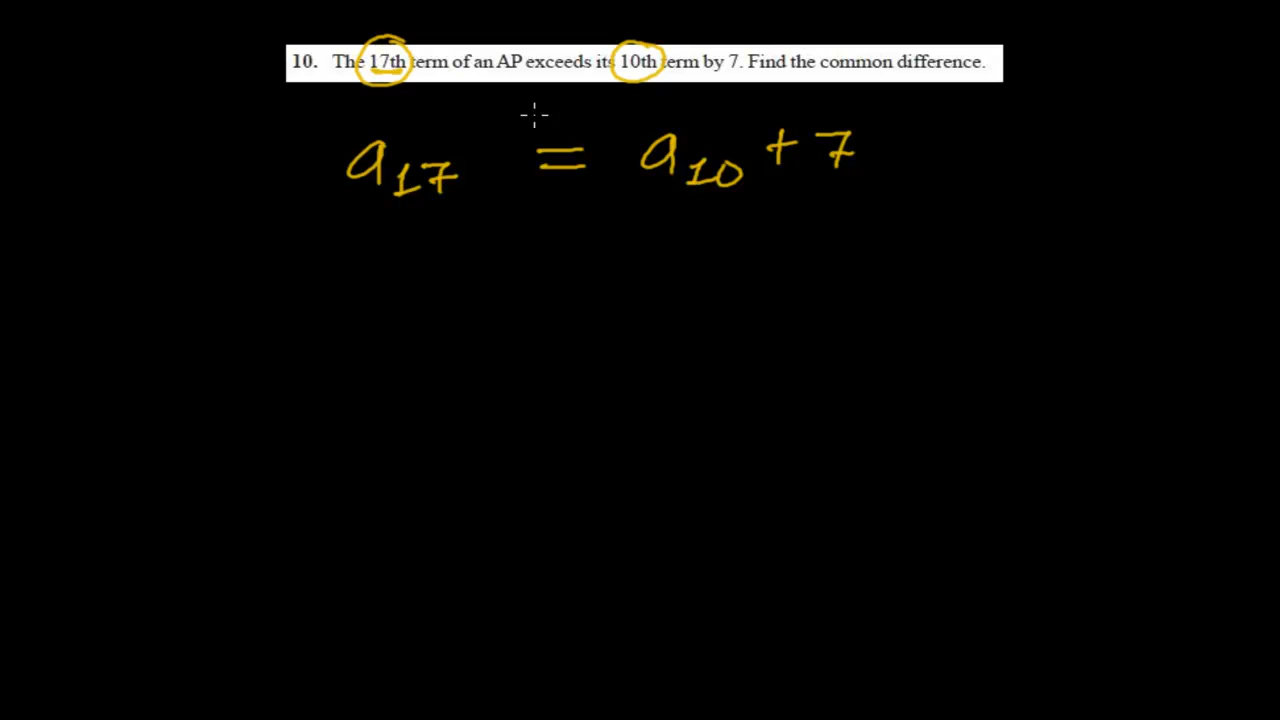 10. The 17th term of an AP exceeds its 10th term by 7. Find the common difference.
a₁₇ = a₁₀ + 7